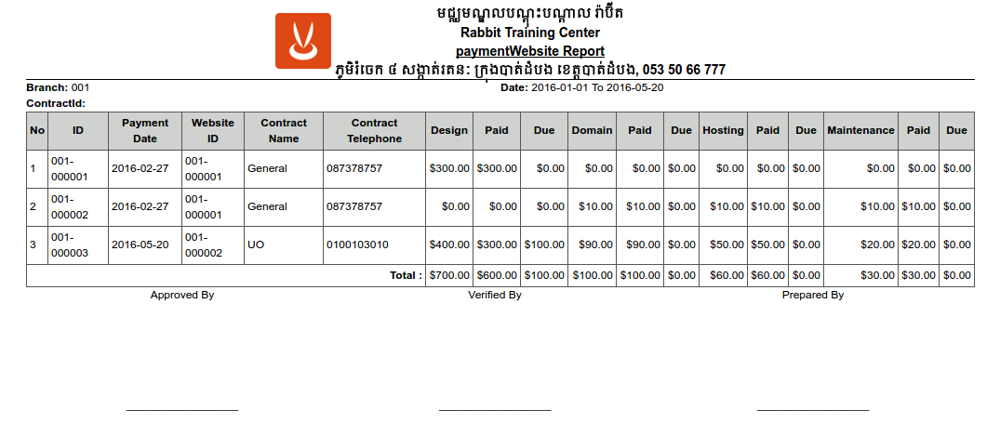 មជ្ឈមណ្ឌលបណ្តុះបណ្តាល រ៉ាប៊ីត
Rabbit Training Center
paymentWebsite Report
ភូមិរំចេក ៤ សង្កាត់រតនៈ ក្រុងបាត់ដំបង ខេត្តបាត់ដំបង, 053 50 66 777
Branch: 001 Date: 2016-01-01 To 2016-05-20
ContractId:
No ID Payment Date Website ID Contract Name Contract Telephone Design Paid Due Domain Paid Due Hosting Paid Due Maintenance Paid Due
1 001-000001 2016-02-27 001-000001 General 087378757 $300.00 $300.00 $0.00 $0.00 $0.00 $0.00 $0.00 $0.00 $0.00 $0.00 $0.00 $0.00
2 001-000002 2016-02-27 001-000001 General 087378757 $0.00 $0.00 $0.00 $10.00 $10.00 $0.00 $10.00 $10.00 $0.00 $10.00 $10.00 $0.00
3 001-000003 2016-05-20 001-000002 UO 0100103010 $400.00 $300.00 $100.00 $90.00 $90.00 $0.00 $50.00 $50.00 $0.00 $20.00 $20.00 $0.00
Total : $700.00 $600.00 $100.00 $100.00 $100.00 $0.00 $60.00 $60.00 $0.00 $30.00 $30.00 $0.00
Approved By Verified By Prepared By